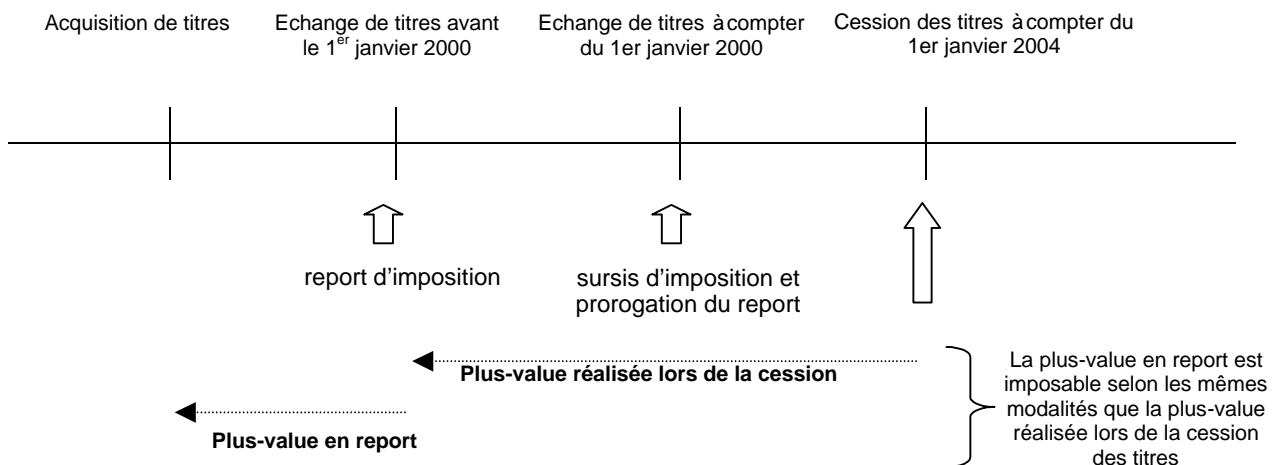 Acquisition de titres
Echange de titres avant
le 1er janvier 2000
Echange de titres à compter
du 1er janvier 2000
Cession des titres à compter du
1er janvier 2004
report d'imposition
sursis d'imposition et
prorogation du report
Plus-value réalisée lors de la cession
Plus-value en report
La plus-value en report est
imposable selon les mêmes
modalités que la plus-value
réalisée lors de la cession
des titres